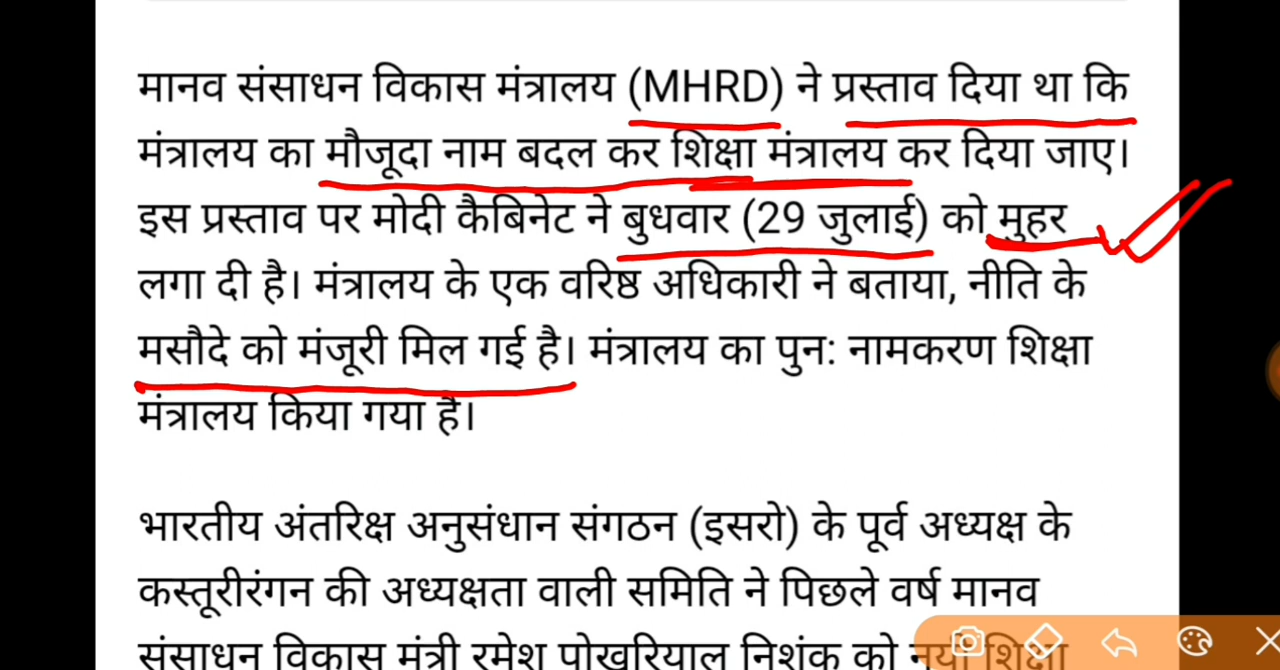 मानव संसाधन विकास मंत्रालय (MHRD) ने प्रस्ताव दिया था कि
मंत्रालय का मौजूदा नाम बदल कर शिक्षा मंत्रालय कर दिया जाए।
इस प्रस्ताव पर मोदी कैबिनेट ने बुधवार (29 जुलाई) को मुहर
लगा दी है। मंत्रालय के एक वरिष्ठ अधिकारी ने बताया, नीति के
मसौदे को मंजूरी मिल गई है। मंत्रालय का पुन: नामकरण शिक्षा
मंत्रालय किया गया है।
भारतीय अंतरिक्ष अनुसंधान संगठन (इसरो) के पूर्व अध्यक्ष के
कस्तूरीरंगन की अध्यक्षता वाली समिति ने पिछले वर्ष मानव
संसाधन विकास मंत्री रमेश पोखरियाल निशंक को नयी शिक्षा